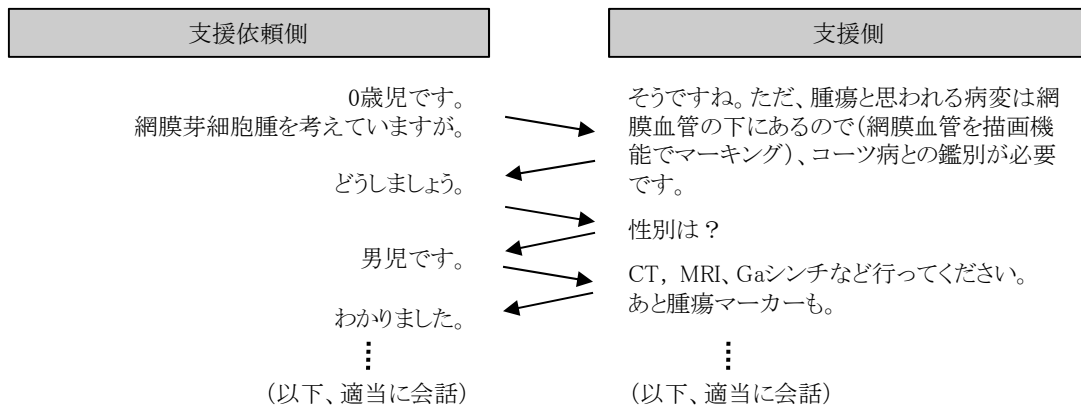 支援依頼側
支援側
0歳児です。
網膜芽細胞腫を考えていますが。
そうですね。ただ、腫瘍と思われる病変は網
膜血管の下にあるので(網膜血管を描画機
能でマーキング)、コーツ病との鑑別が必要
です。
どうしましょう。
性別は？
男児です。
CT, MRI、Gaシンチなど行ってください。
あと腫瘍マーカーも。
わかりました。
(以下、適当に会話)
(以下、適当に会話)